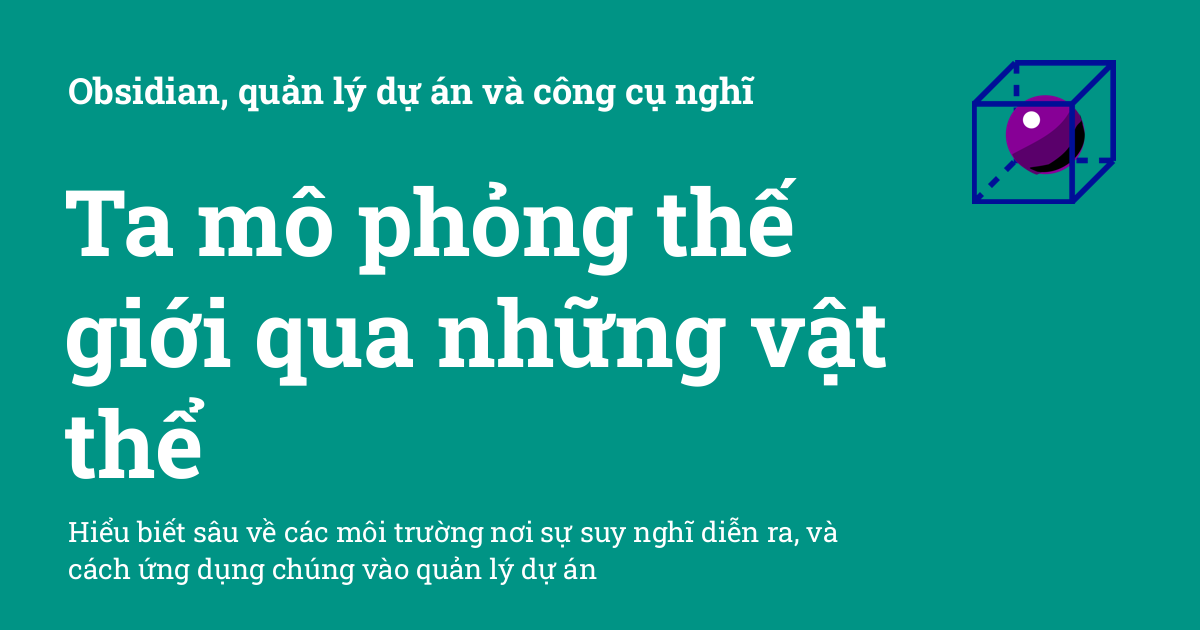 Obsidian, quản lý dự án và công cụ nghĩ
Ta mô phỏng thế
giới qua những vật
thể
Hiểu biết sâu về các môi trường nơi sự suy nghĩ diễn ra, và
cách ứng dụng chúng vào quản lý dự án